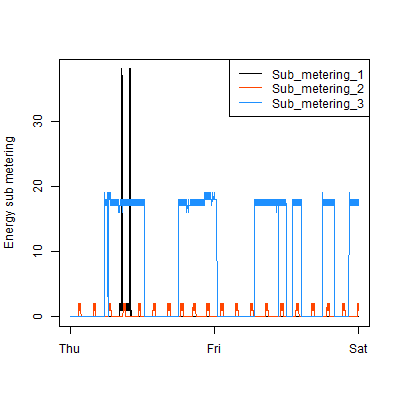 Sub_metering_1
Sub_metering_2
Sub_metering_3
Energy sub metering
30
20
10
0
Thu
Fri
Sat